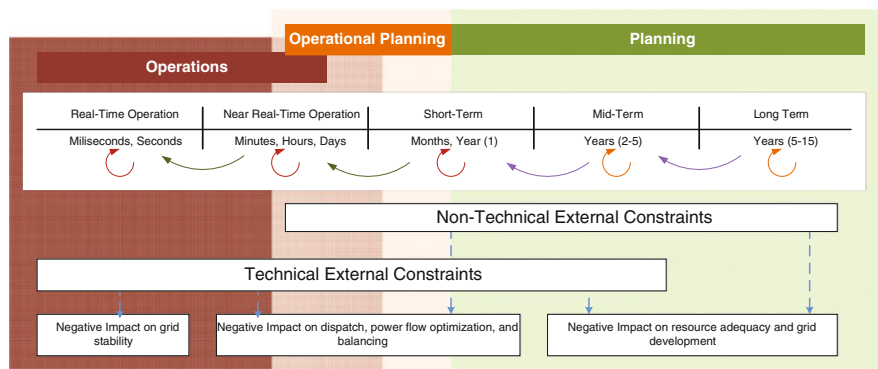 Operational Planning
Planning
Operations
Real-Time Operation
Near Real-Time Operation
Short-Term
Mid-Term
Long Term
Miliseconds, Seconds
Minutes, Hours, Days
Months, Year (1)
Years (2-5)
Years (5-15)
Non-Technical External Constraints
Technical External Constraints
Negative Impact on grid
stability
Negative Impact on dispatch, power flow optimization, and
balancing
Negative Impact on resource adequacy and grid
development